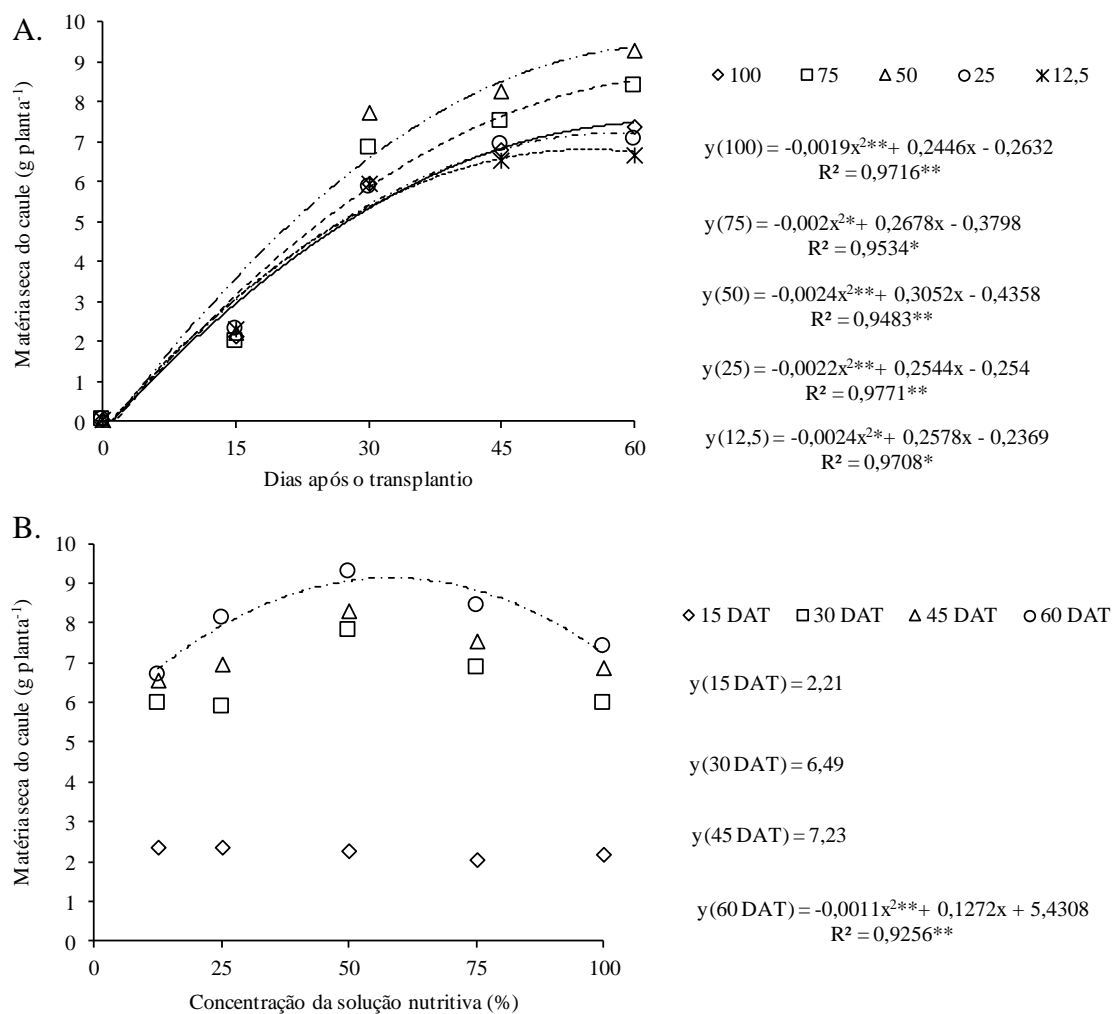 A.
Matéria seca do caule (g planta-1)
10
9
8
7
6
5
4
3
2
1
0
0 15 30 45 60
Dias após o transplantio
100 75 50 25 12,5
y(100) = -0,0019x2**+ 0,2446x - 0,2632
R² = 0,9716**
y(75) = -0,002x2*+ 0,2678x - 0,3798
R² = 0,9534*
y(50) = -0,0024x2**+ 0,3052x - 0,4358
R² = 0,9483**
y(25) = -0,0022x2**+ 0,2544x - 0,254
R² = 0,9771**
y(12,5) = -0,0024x2*+ 0,2578x - 0,2369
R² = 0,9708*
B.
Matéria seca do caule (g planta-1)
10
9
8
7
6
5
4
3
2
1
0
0 25 50 75 100
Concentração da solução nutritiva (%)
15 DAT 30 DAT 45 DAT 60 DAT
y(15 DAT) = 2,21
y(30 DAT) = 6,49
y(45 DAT) = 7,23
y(60 DAT) = -0,0011x2**+ 0,1272x + 5,4308
R² = 0,9256**